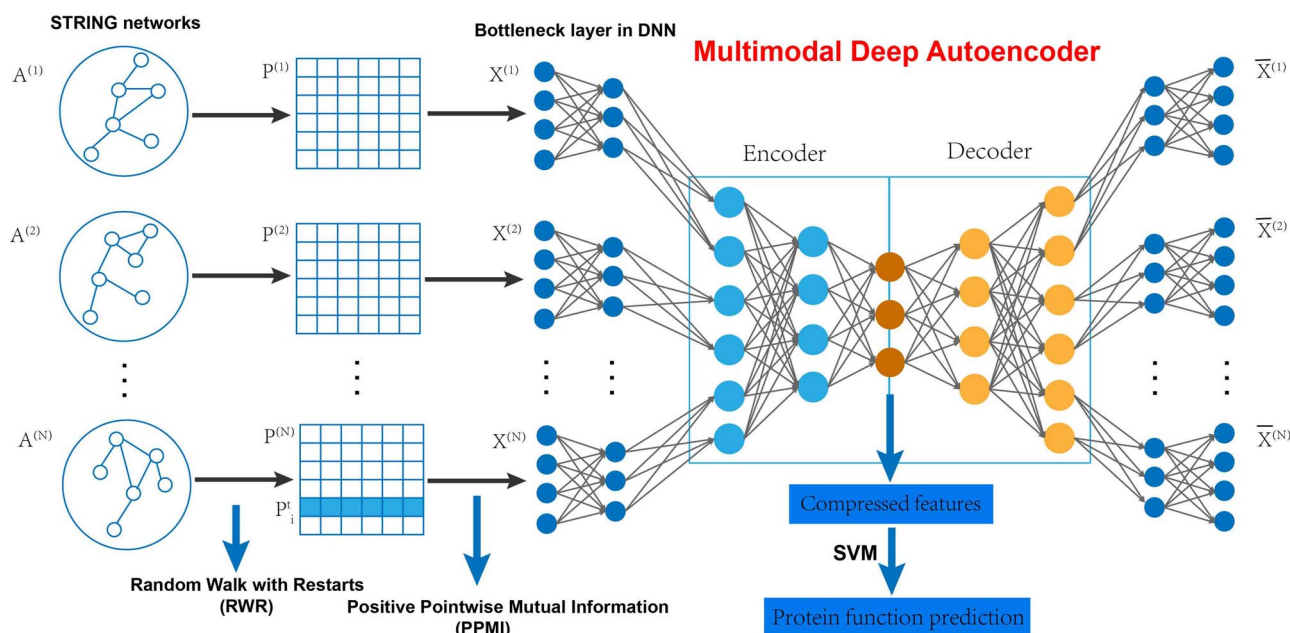 STRING networks
Bottleneck layer in DNN
Multimodal Deep Autoencoder
A(1)
P(1)
X(1)
X̅(1)
Encoder
Decoder
A(2)
P(2)
X(2)
X̅(2)
A(N)
P(N)
X(N)
X̅(N)
P_i^t
Compressed features
SVM
Random Walk with Restarts
(RWR)
Positive Pointwise Mutual Information
(PPMI)
Protein function prediction